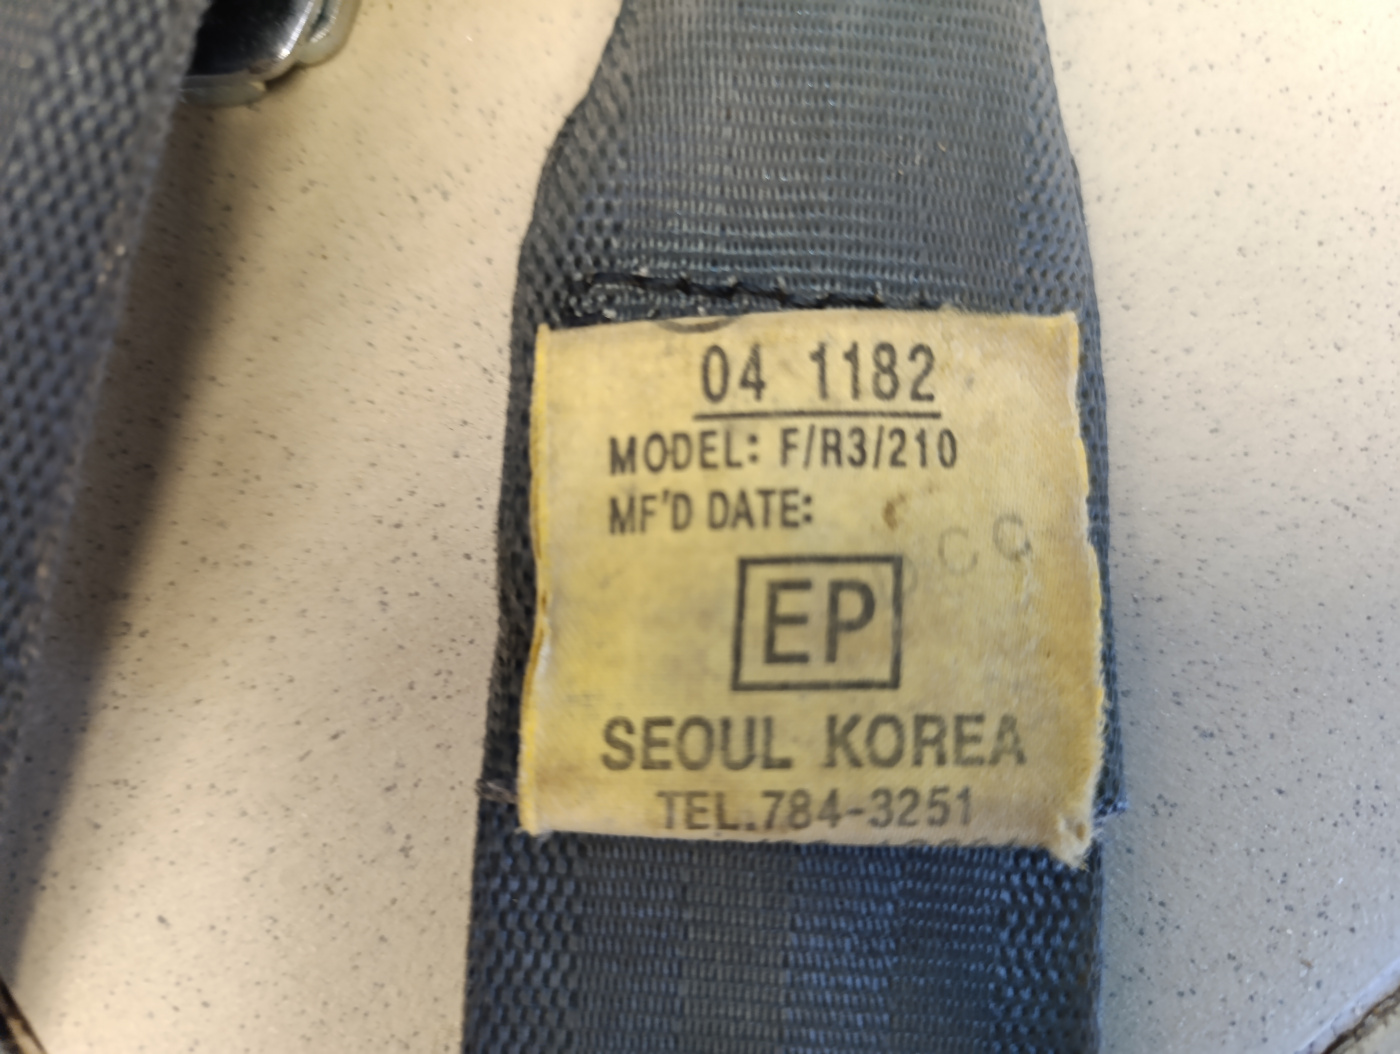 04 1182
MODEL: F/R3/210
MF'D DATE:
EP
SEOUL KOREA
TEL.784-3251